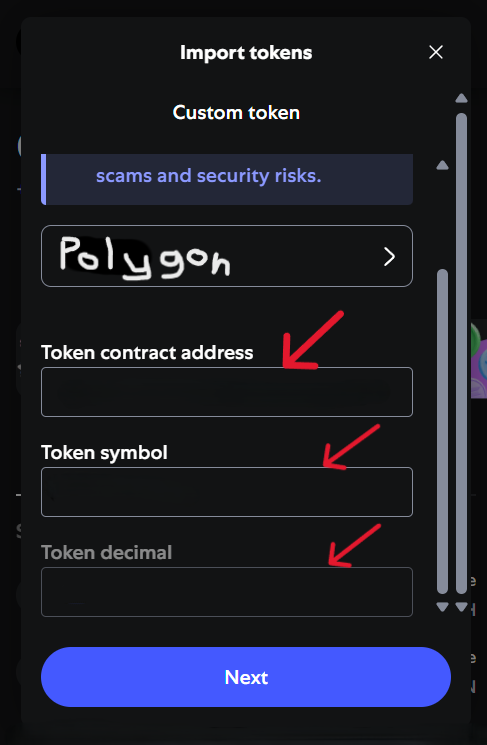 Import tokens
Custom token
scams and security risks.
Polygon
Token contract address
Token symbol
Token decimal
Next